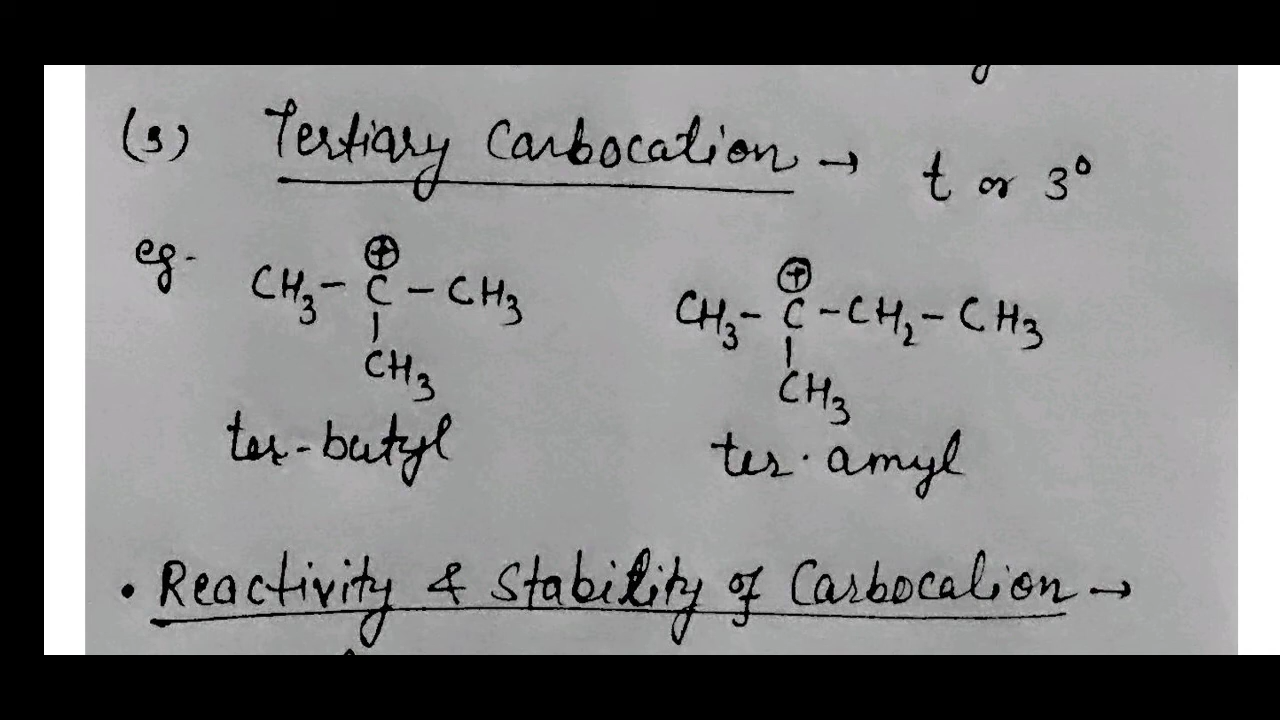 (3) Tertiary Carbocation → t or 3°
eg- CH₃ - C - CH₃
⊕
|
CH₃
ter-butyl
CH₃ - C - CH₂ - CH₃
⊕
|
CH₃
ter. amyl
• Reactivity & Stability of Carbocation →